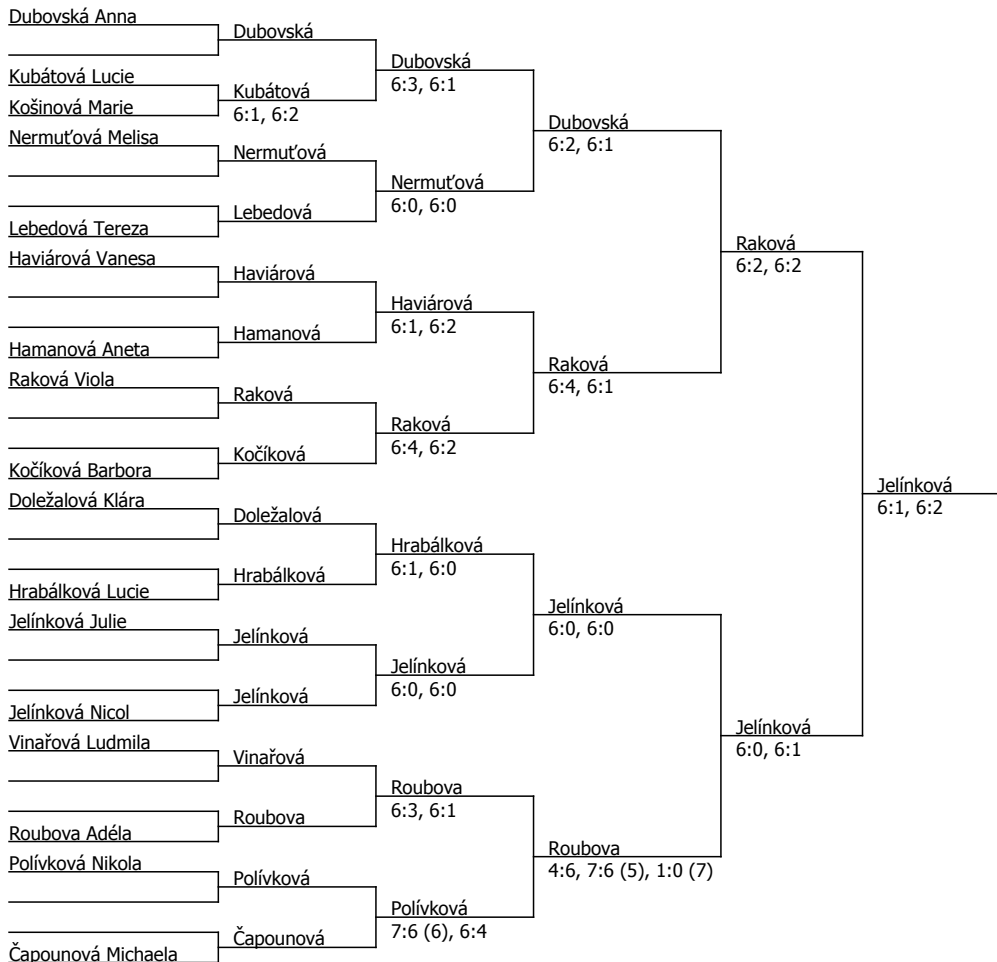 Dubovská Anna
Kubátová Lucie
Košinová Marie
Nermuťová Melisa
Lebedová Tereza
Haviárová Vanesa
Hamanová Aneta
Raková Viola
Kočíková Barbora
Doležalová Klára
Hrabálková Lucie
Jelínková Julie
Jelínková Nicol
Vinařová Ludmila
Roubova Adéla
Polívková Nikola
Čapounová Michaela
Dubovská
Kubátová
6:1, 6:2
Nermuťová
Lebedová
Haviárová
Hamanová
Raková
Kočíková
Doležalová
Hrabálková
Jelínková
Jelínková
Vinařová
Roubova
Polívková
Čapounová
Dubovská
6:3, 6:1
Nermuťová
6:0, 6:0
Haviárová
6:1, 6:2
Raková
6:4, 6:2
Hrabálková
6:1, 6:0
Jelínková
6:0, 6:0
Roubova
6:3, 6:1
Polívková
7:6 (6), 6:4
Dubovská
6:2, 6:1
Raková
6:4, 6:1
Jelínková
6:0, 6:0
Roubova
4:6, 7:6 (5), 1:0 (7)
Raková
6:2, 6:2
Jelínková
6:0, 6:1
Jelínková
6:1, 6:2